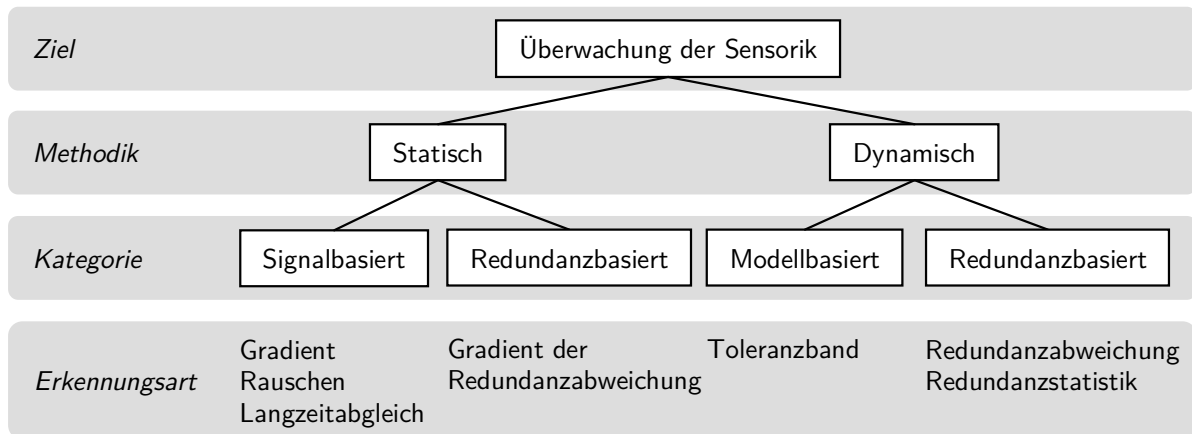 Ziel
Überwachung der Sensorik
Methodik
Statisch
Dynamisch
Kategorie
Signalbasiert
Redundanzbasiert
Modellbasiert
Redundanzbasiert
Erkennungsart
Gradient
Rauschen
Langzeitabgleich
Gradient der
Redundanzabweichung
Toleranzband
Redundanzabweichung
Redundanzstatistik